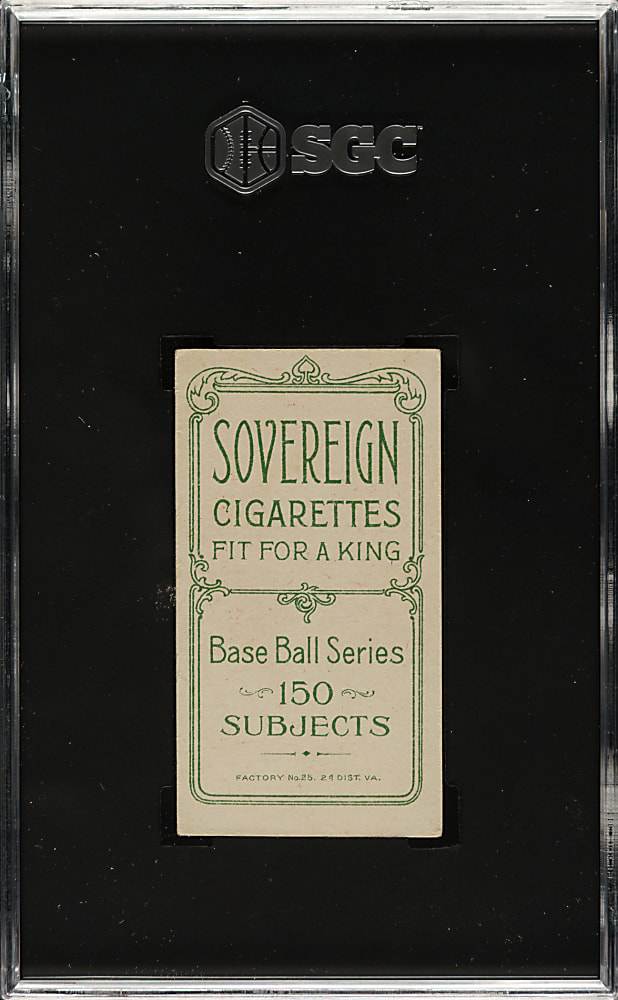 SGC
SOVEREIGN
CIGARETTES
FIT FOR A KING
Base Ball Series
150
SUBJECTS
FACTORY No.25. 2d DIST. VA.